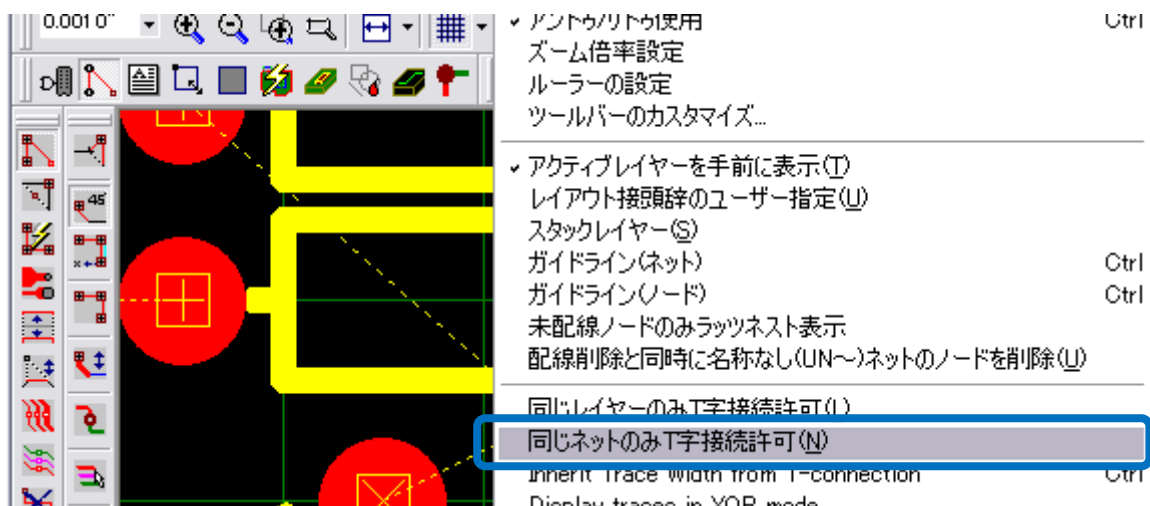 0.001 0"
アンドゥ/リドゥ使用 Ctrl
ズーム倍率設定
ルーラーの設定
ツールバーのカスタマイズ...
アクティブレイヤーを手前に表示(T)
レイアウト接頭辞のユーザー指定(U)
スタックレイヤー(S)
ガイドライン(ネット) Ctrl
ガイドライン(ノード) Ctrl
未配線ノードのみラッツネスト表示
配線削除と同時に名称なし(UN～)ネットのノードを削除(U)
同じレイヤーのみT字接続許可(L)
同じネットのみT字接続許可(N)
Inherit Trace Width from T-connection Ctrl
Display traces in XOR mode
45